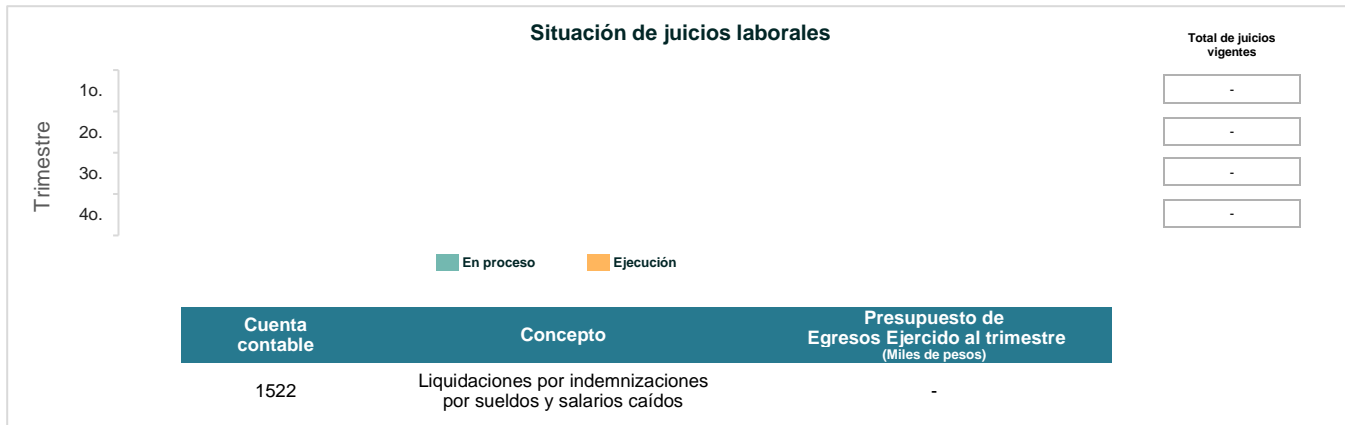 Situación de juicios laborales
Total de juicios
vigentes
Trimestre
1o.
-
2o.
-
3o.
-
4o.
-
En proceso
Ejecución
Cuenta
contable
Concepto
Presupuesto de
Egresos Ejercido al trimestre
(Miles de pesos)
1522
Liquidaciones por indemnizaciones
por sueldos y salarios caídos
-